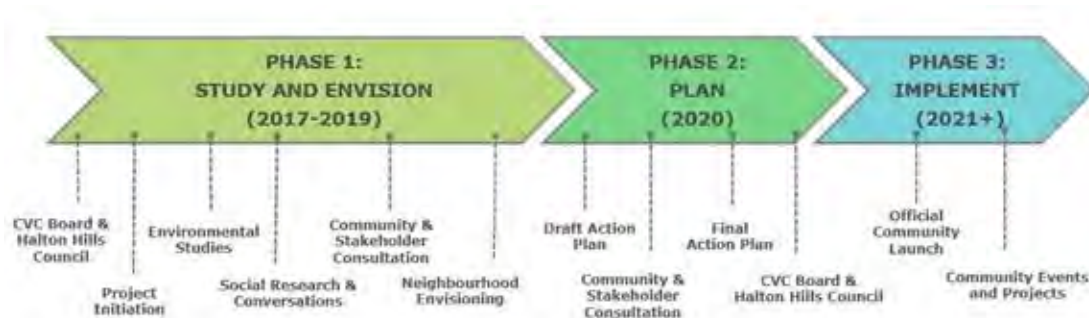 PHASE 1:
STUDY AND ENVISION
(2017-2019)
PHASE 2:
PLAN
(2020)
PHASE 3:
IMPLEMENT
(2021+)
CVC Board &
Halton Hills
Council
Project
Initiation
Environmental
Studies
Social Research &
Conversations
Community &
Stakeholder
Consultation
Neighbourhood
Envisioning
Draft Action
Plan
Community &
Stakeholder
Consultation
Final
Action Plan
CVC Board &
Halton Hills Council
Official
Community
Launch
Community Events
and Projects